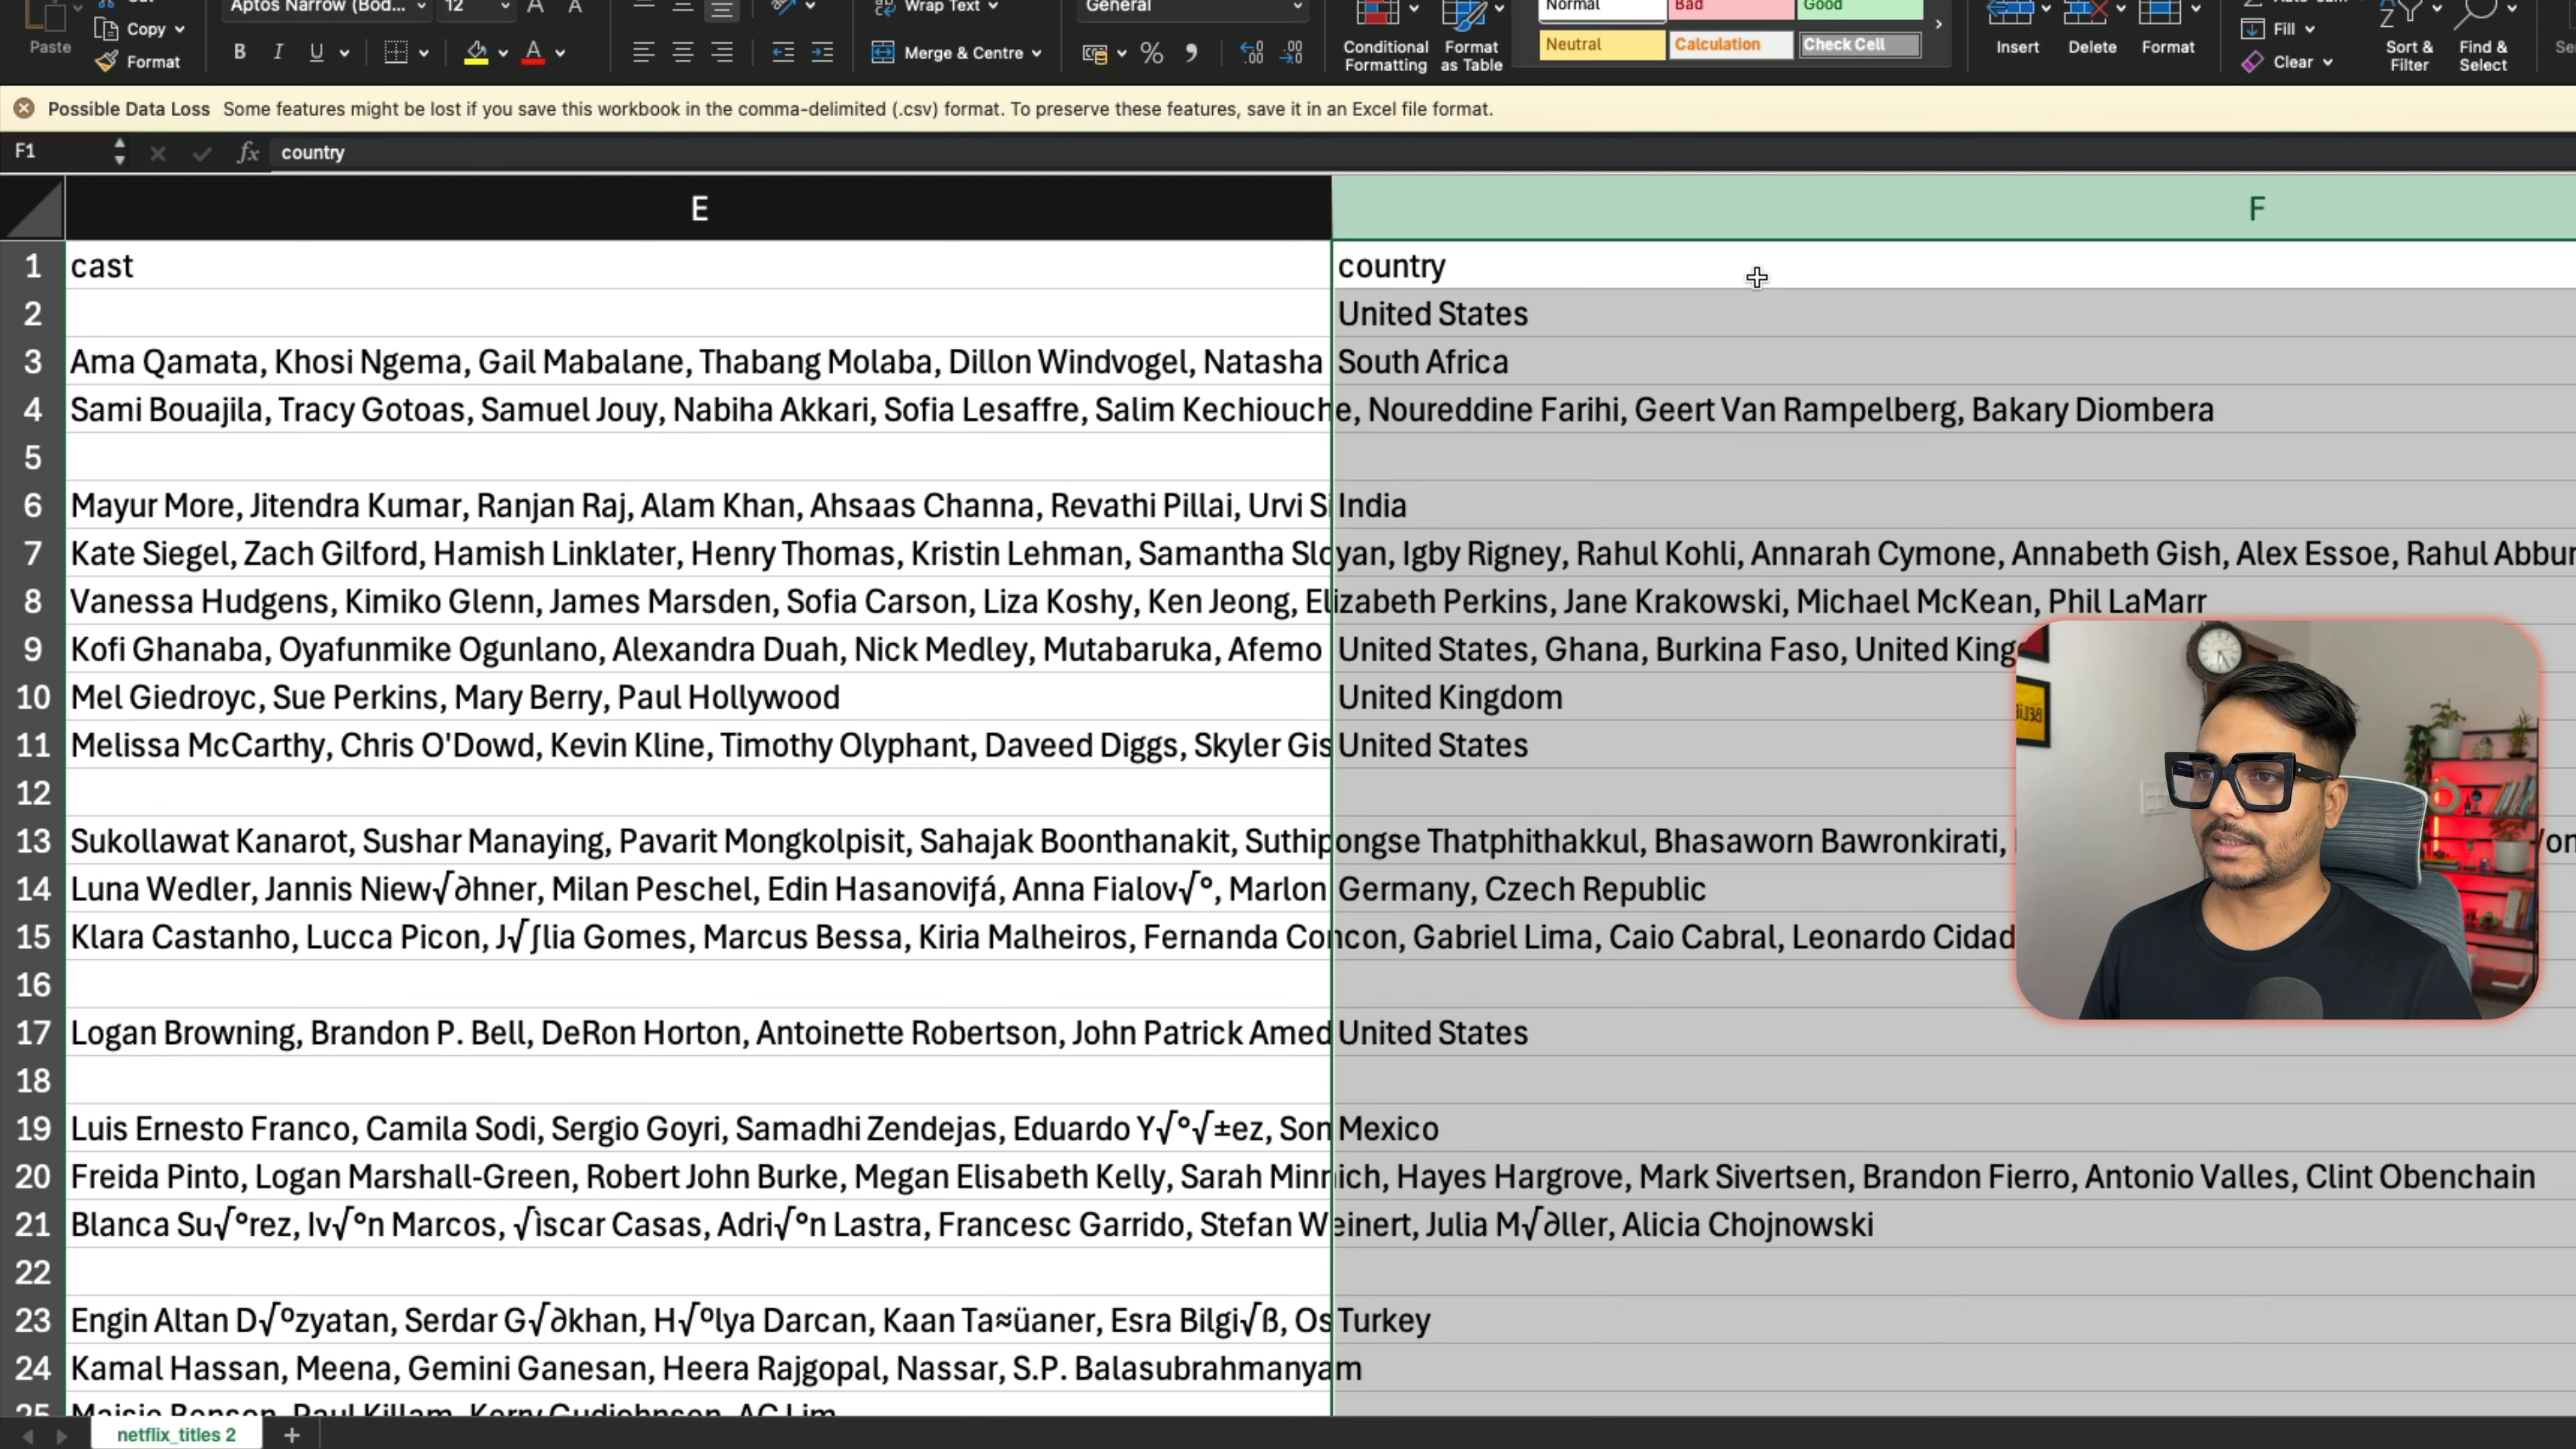 Aptos Narrow (Bod... 12 Wrap Text General Normal Bad Good
Paste Copy Format B I U Merge & Centre % Conditional Formatting Format as Table Neutral Calculation Check Cell Insert Delete Format Fill Clear Sort & Filter Find & Select
Possible Data Loss Some features might be lost if you save this workbook in the comma-delimited (.csv) format. To preserve these features, save it in an Excel file format.
F1 fx country
E F
1 cast country
2 United States
3 Ama Qamata, Khosi Ngema, Gail Mabalane, Thabang Molaba, Dillon Windvogel, Natasha South Africa
4 Sami Bouajila, Tracy Gotoas, Samuel Jouy, Nabiha Akkari, Sofia Lesaffre, Salim Kechiouche, Noureddine Farihi, Geert Van Rampelberg, Bakary Diombera
5
6 Mayur More, Jitendra Kumar, Ranjan Raj, Alam Khan, Ahsaas Channa, Revathi Pillai, Urvi S India
7 Kate Siegel, Zach Gilford, Hamish Linklater, Henry Thomas, Kristin Lehman, Samantha Sloyan, Igby Rigney, Rahul Kohli, Annarah Cymone, Annabeth Gish, Alex Essoe, Rahul Abbur
8 Vanessa Hudgens, Kimiko Glenn, James Marsden, Sofia Carson, Liza Koshy, Ken Jeong, Elizabeth Perkins, Jane Krakowski, Michael McKean, Phil LaMarr
9 Kofi Ghanaba, Oyafunmike Ogunlano, Alexandra Duah, Nick Medley, Mutabaruka, Afemo United States, Ghana, Burkina Faso, United King
10 Mel Giedroyc, Sue Perkins, Mary Berry, Paul Hollywood United Kingdom
11 Melissa McCarthy, Chris O'Dowd, Kevin Kline, Timothy Olyphant, Daveed Diggs, Skyler Gis United States
12
13 Sukollawat Kanarot, Sushar Manaying, Pavarit Mongkolpisit, Sahajak Boonthanakit, Suthipongse Thatphithakkul, Bhasaworn Bawronkirati,
14 Luna Wedler, Jannis Niew√∂hner, Milan Peschel, Edin Hasanoviƒá, Anna Fialov√°, Marlon Germany, Czech Republic
15 Klara Castanho, Lucca Picon, J√∫lia Gomes, Marcus Bessa, Kiria Malheiros, Fernanda Concon, Gabriel Lima, Caio Cabral, Leonardo Cidad
16
17 Logan Browning, Brandon P. Bell, DeRon Horton, Antoinette Robertson, John Patrick Amed United States
18
19 Luis Ernesto Franco, Camila Sodi, Sergio Goyri, Samadhi Zendejas, Eduardo Y√°√±ez, Son Mexico
20 Freida Pinto, Logan Marshall-Green, Robert John Burke, Megan Elisabeth Kelly, Sarah Minnich, Hayes Hargrove, Mark Sivertsen, Brandon Fierro, Antonio Valles, Clint Obenchain
21 Blanca Su√°rez, Iv√°n Marcos, √ìscar Casas, Adri√°n Lastra, Francesc Garrido, Stefan Weinert, Julia M√∂ller, Alicia Chojnowski
22
23 Engin Altan D√ºzyatan, Serdar G√∂khan, H√ºlya Darcan, Kaan Ta≈üaner, Esra Bilgi√ß, Os Turkey
24 Kamal Hassan, Meena, Gemini Ganesan, Heera Rajgopal, Nassar, S.P. Balasubrahmanyam
25 Maisie Benson, Paul Killam, Kerry Gudjohnsen, AC Lim
netflix_titles 2 +